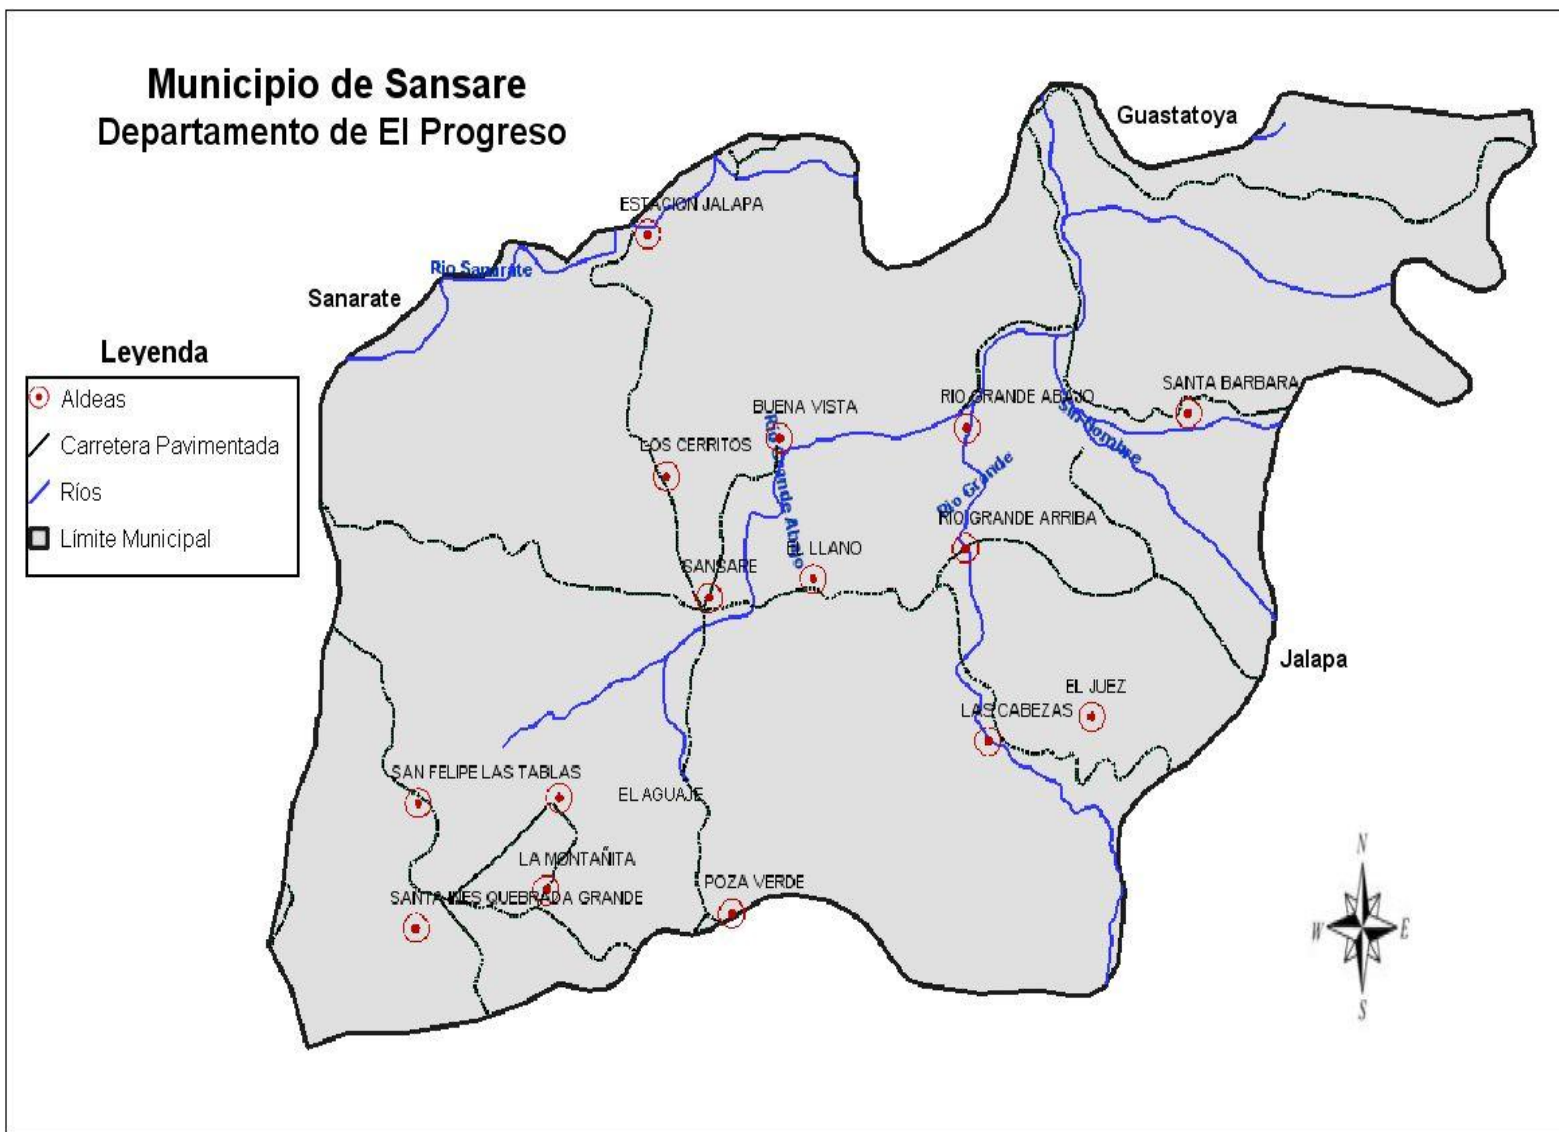 Municipio de Sansare
Departamento de El Progreso
Guastatoya
ESTACION JALAPA
Rio Sanarate
Sanarate
Leyenda
Aldeas
Carretera Pavimentada
Ríos
Límite Municipal
SANTA BARBARA
RIO GRANDE ABAJO
BUENA VISTA
Sin Nombre
LOS CERRITOS
Río Grande Abajo
Rio Grande
RIO GRANDE ARRIBA
EL LLANO
SANSARE
Jalapa
EL JUEZ
LAS CABEZAS
SAN FELIPE LAS TABLAS
EL AGUAJE
LA MONTAÑITA
POZA VERDE
SANTA INES QUEBRADA GRANDE
N
W
E
S